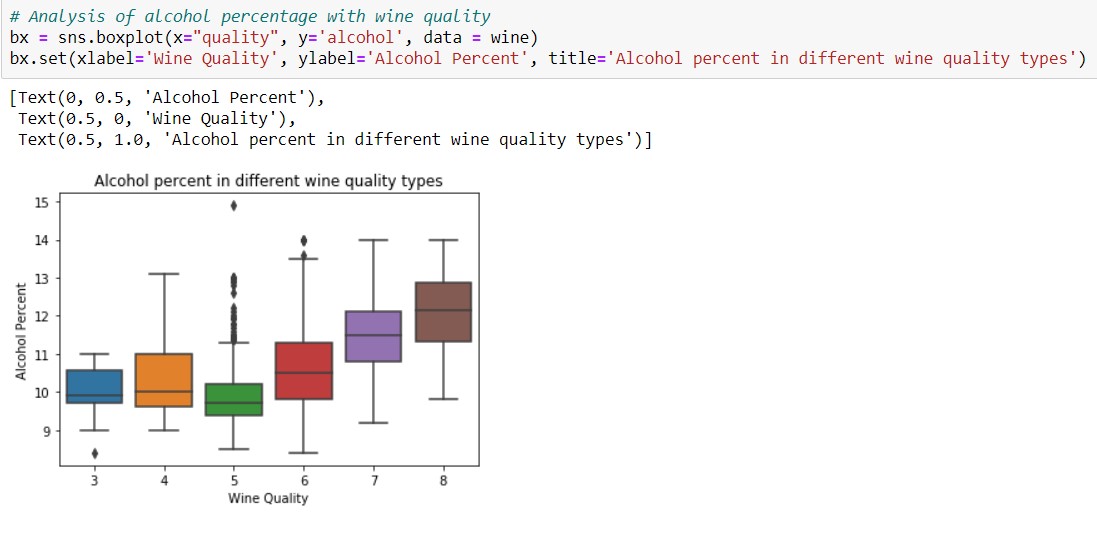 # Analysis of alcohol percentage with wine quality
bx = sns.boxplot(x="quality", y='alcohol', data = wine)
bx.set(xlabel='Wine Quality', ylabel='Alcohol Percent', title='Alcohol percent in different wine quality types')
[Text(0, 0.5, 'Alcohol Percent'),
Text(0.5, 0, 'Wine Quality'),
Text(0.5, 1.0, 'Alcohol percent in different wine quality types')]
Alcohol percent in different wine quality types
Alcohol Percent
15
14
13
12
11
10
9
3 4 5 6 7 8
Wine Quality